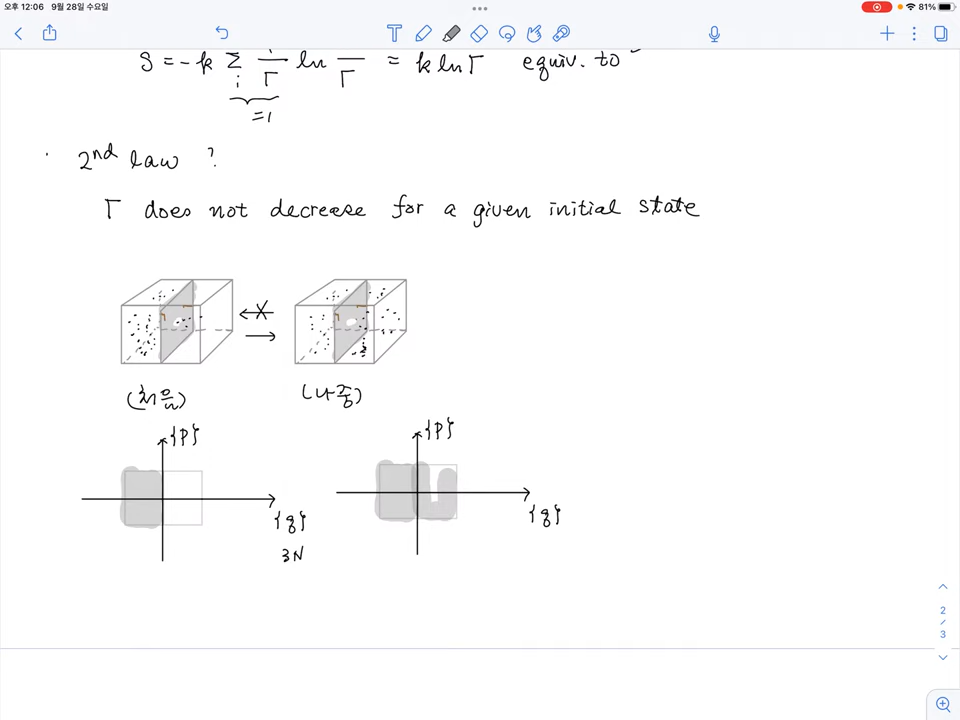 오후 12:06 9월 28일 수요일
81%
S = -k Σ_i 1/Γ ln 1/Γ = k ln Γ equiv. to
=1
· 2nd law ?
Γ does not decrease for a given initial state
(처음)
(나중)
{p}
{p}
{q}
{q}
3N
2
/
3